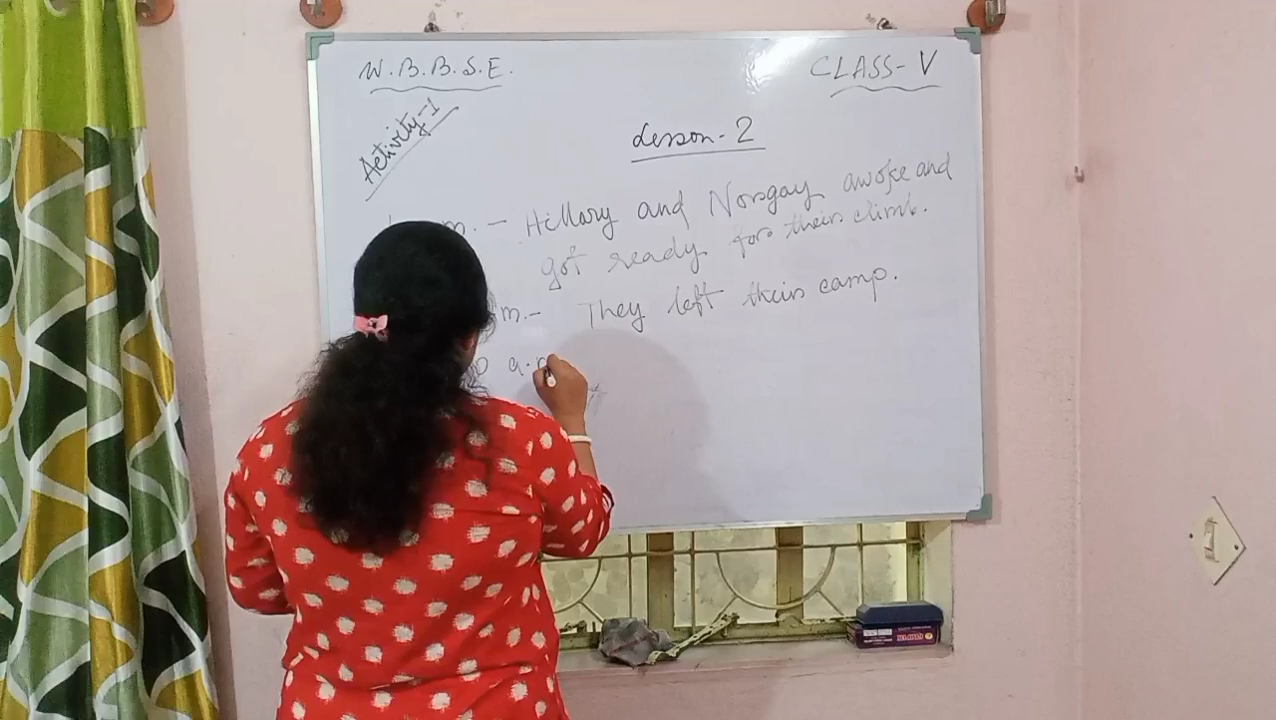 W.B.B.S.E.
CLASS-V
Activity-1
Lesson-2
m. - Hillary and Norgay awoke and
got ready for their climb.
m.- They left their camp.
a.m